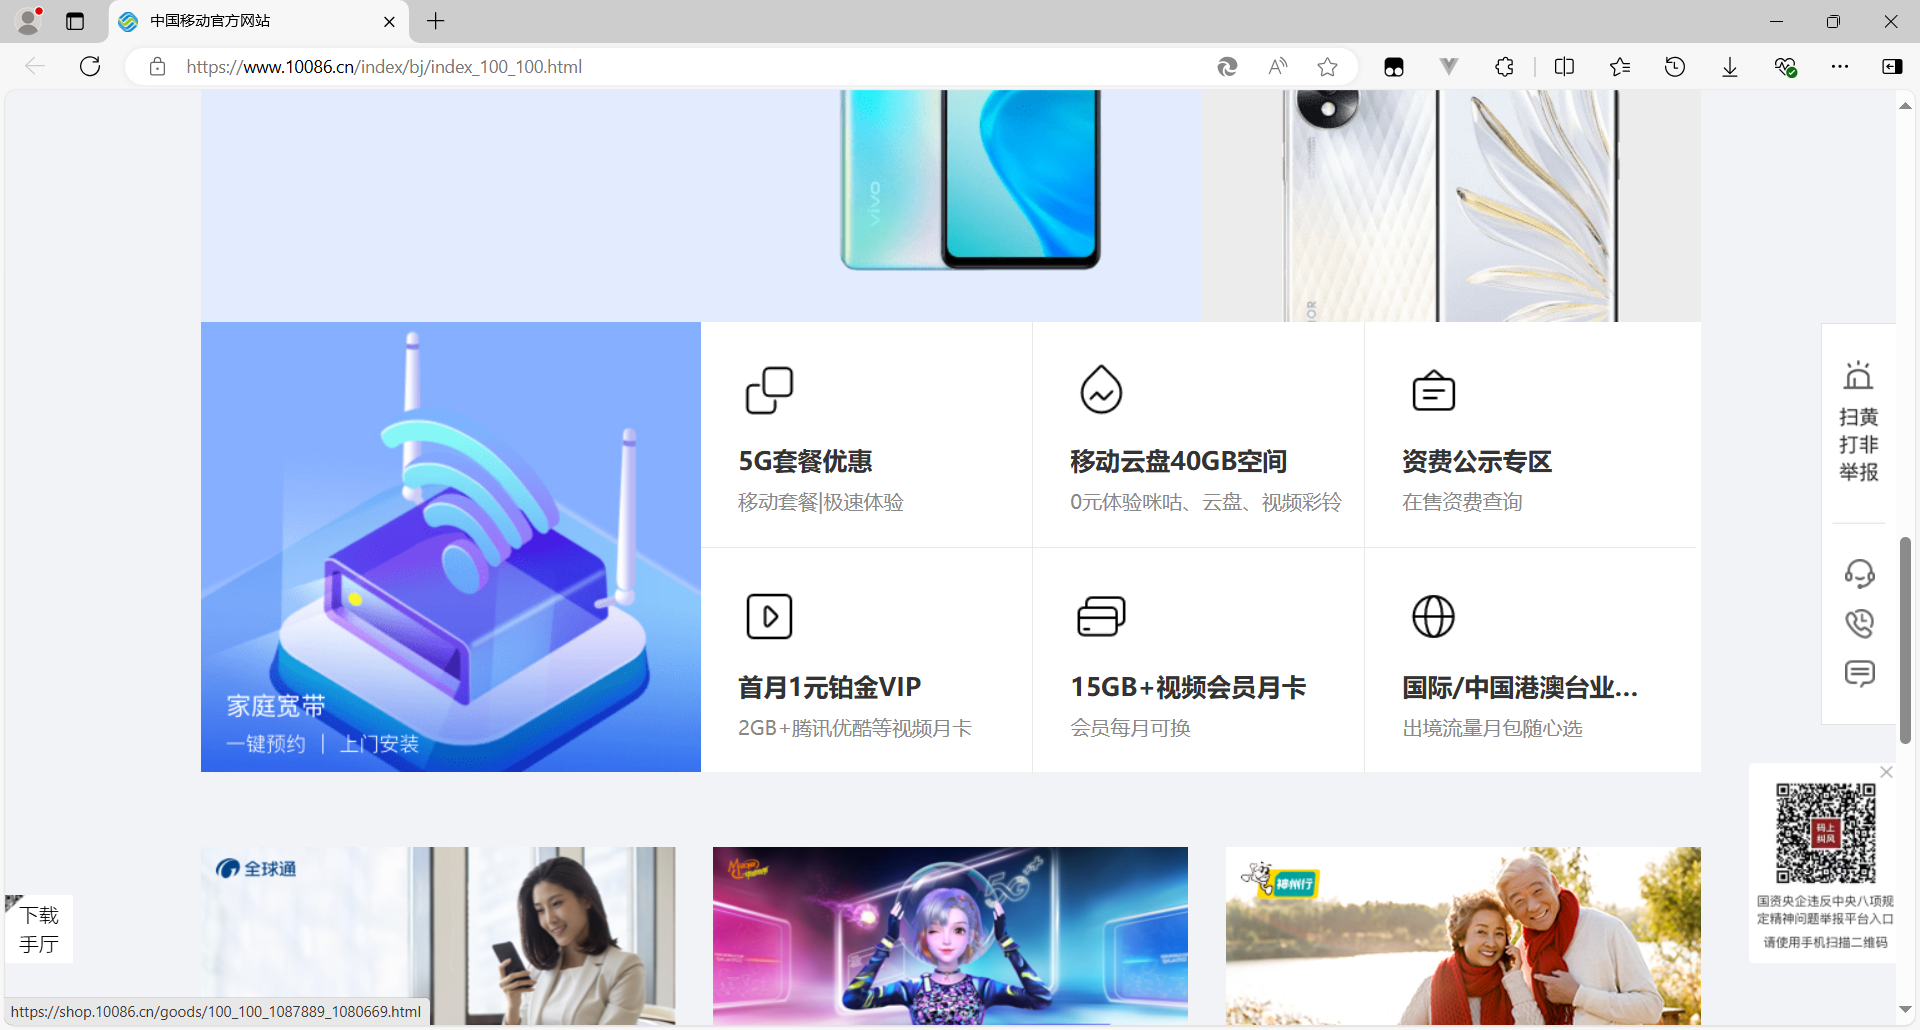 中国移动官方网站
https://www.10086.cn/index/bj/index_100_100.html
vivo
5G套餐优惠
移动套餐|极速体验
移动云盘40GB空间
0元体验咪咕、云盘、视频彩铃
资费公示专区
在售资费查询
扫黄
打非
举报
家庭宽带
一键预约 | 上门安装
首月1元铂金VIP
2GB+腾讯优酷等视频月卡
15GB+视频会员月卡
会员每月可换
国际/中国港澳台业...
出境流量月包随心选
码上
纠风
国资央企违反中央八项规
定精神问题举报平台入口
请使用手机扫描二维码
全球通
5G++
神州行
下载
手厅
https://shop.10086.cn/goods/100_100_1087889_1080669.html